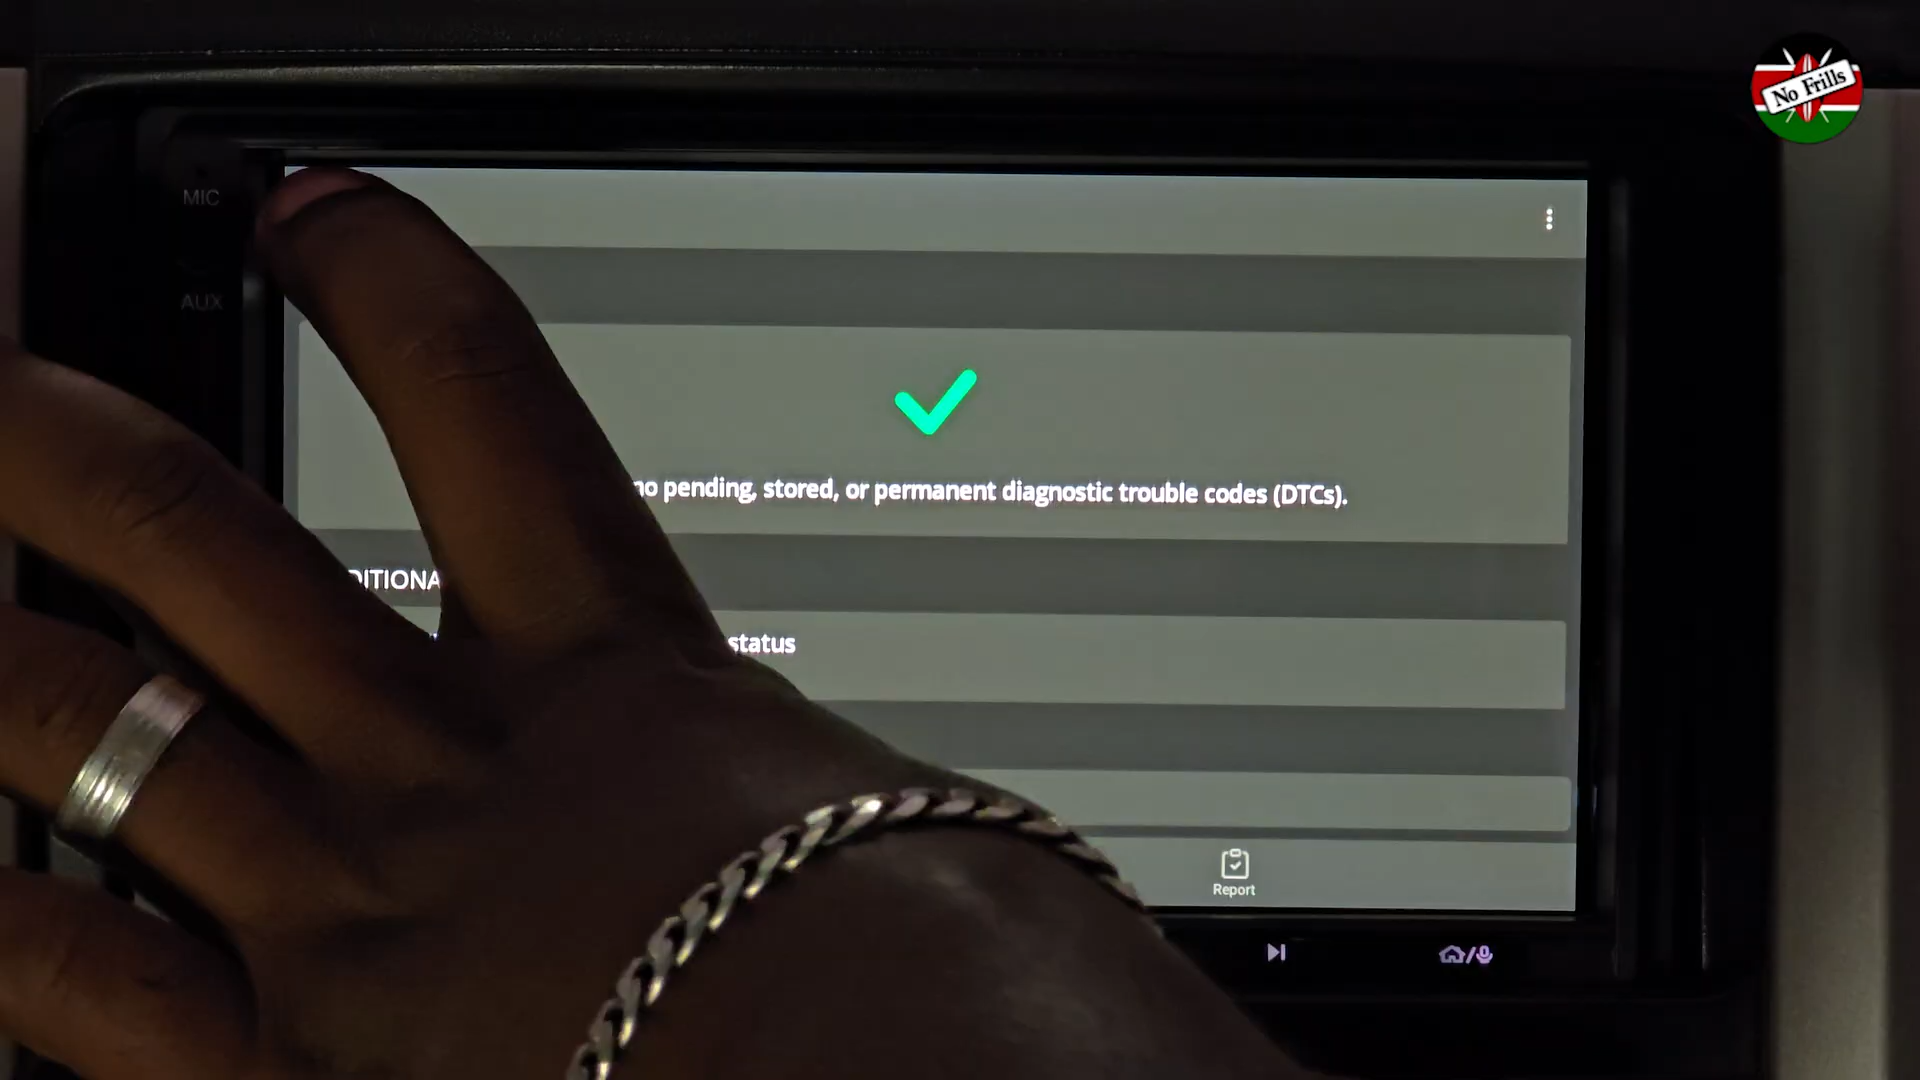 No Frills
MIC
AUX
no pending, stored, or permanent diagnostic trouble codes (DTCs).
DITIONA
status
Report